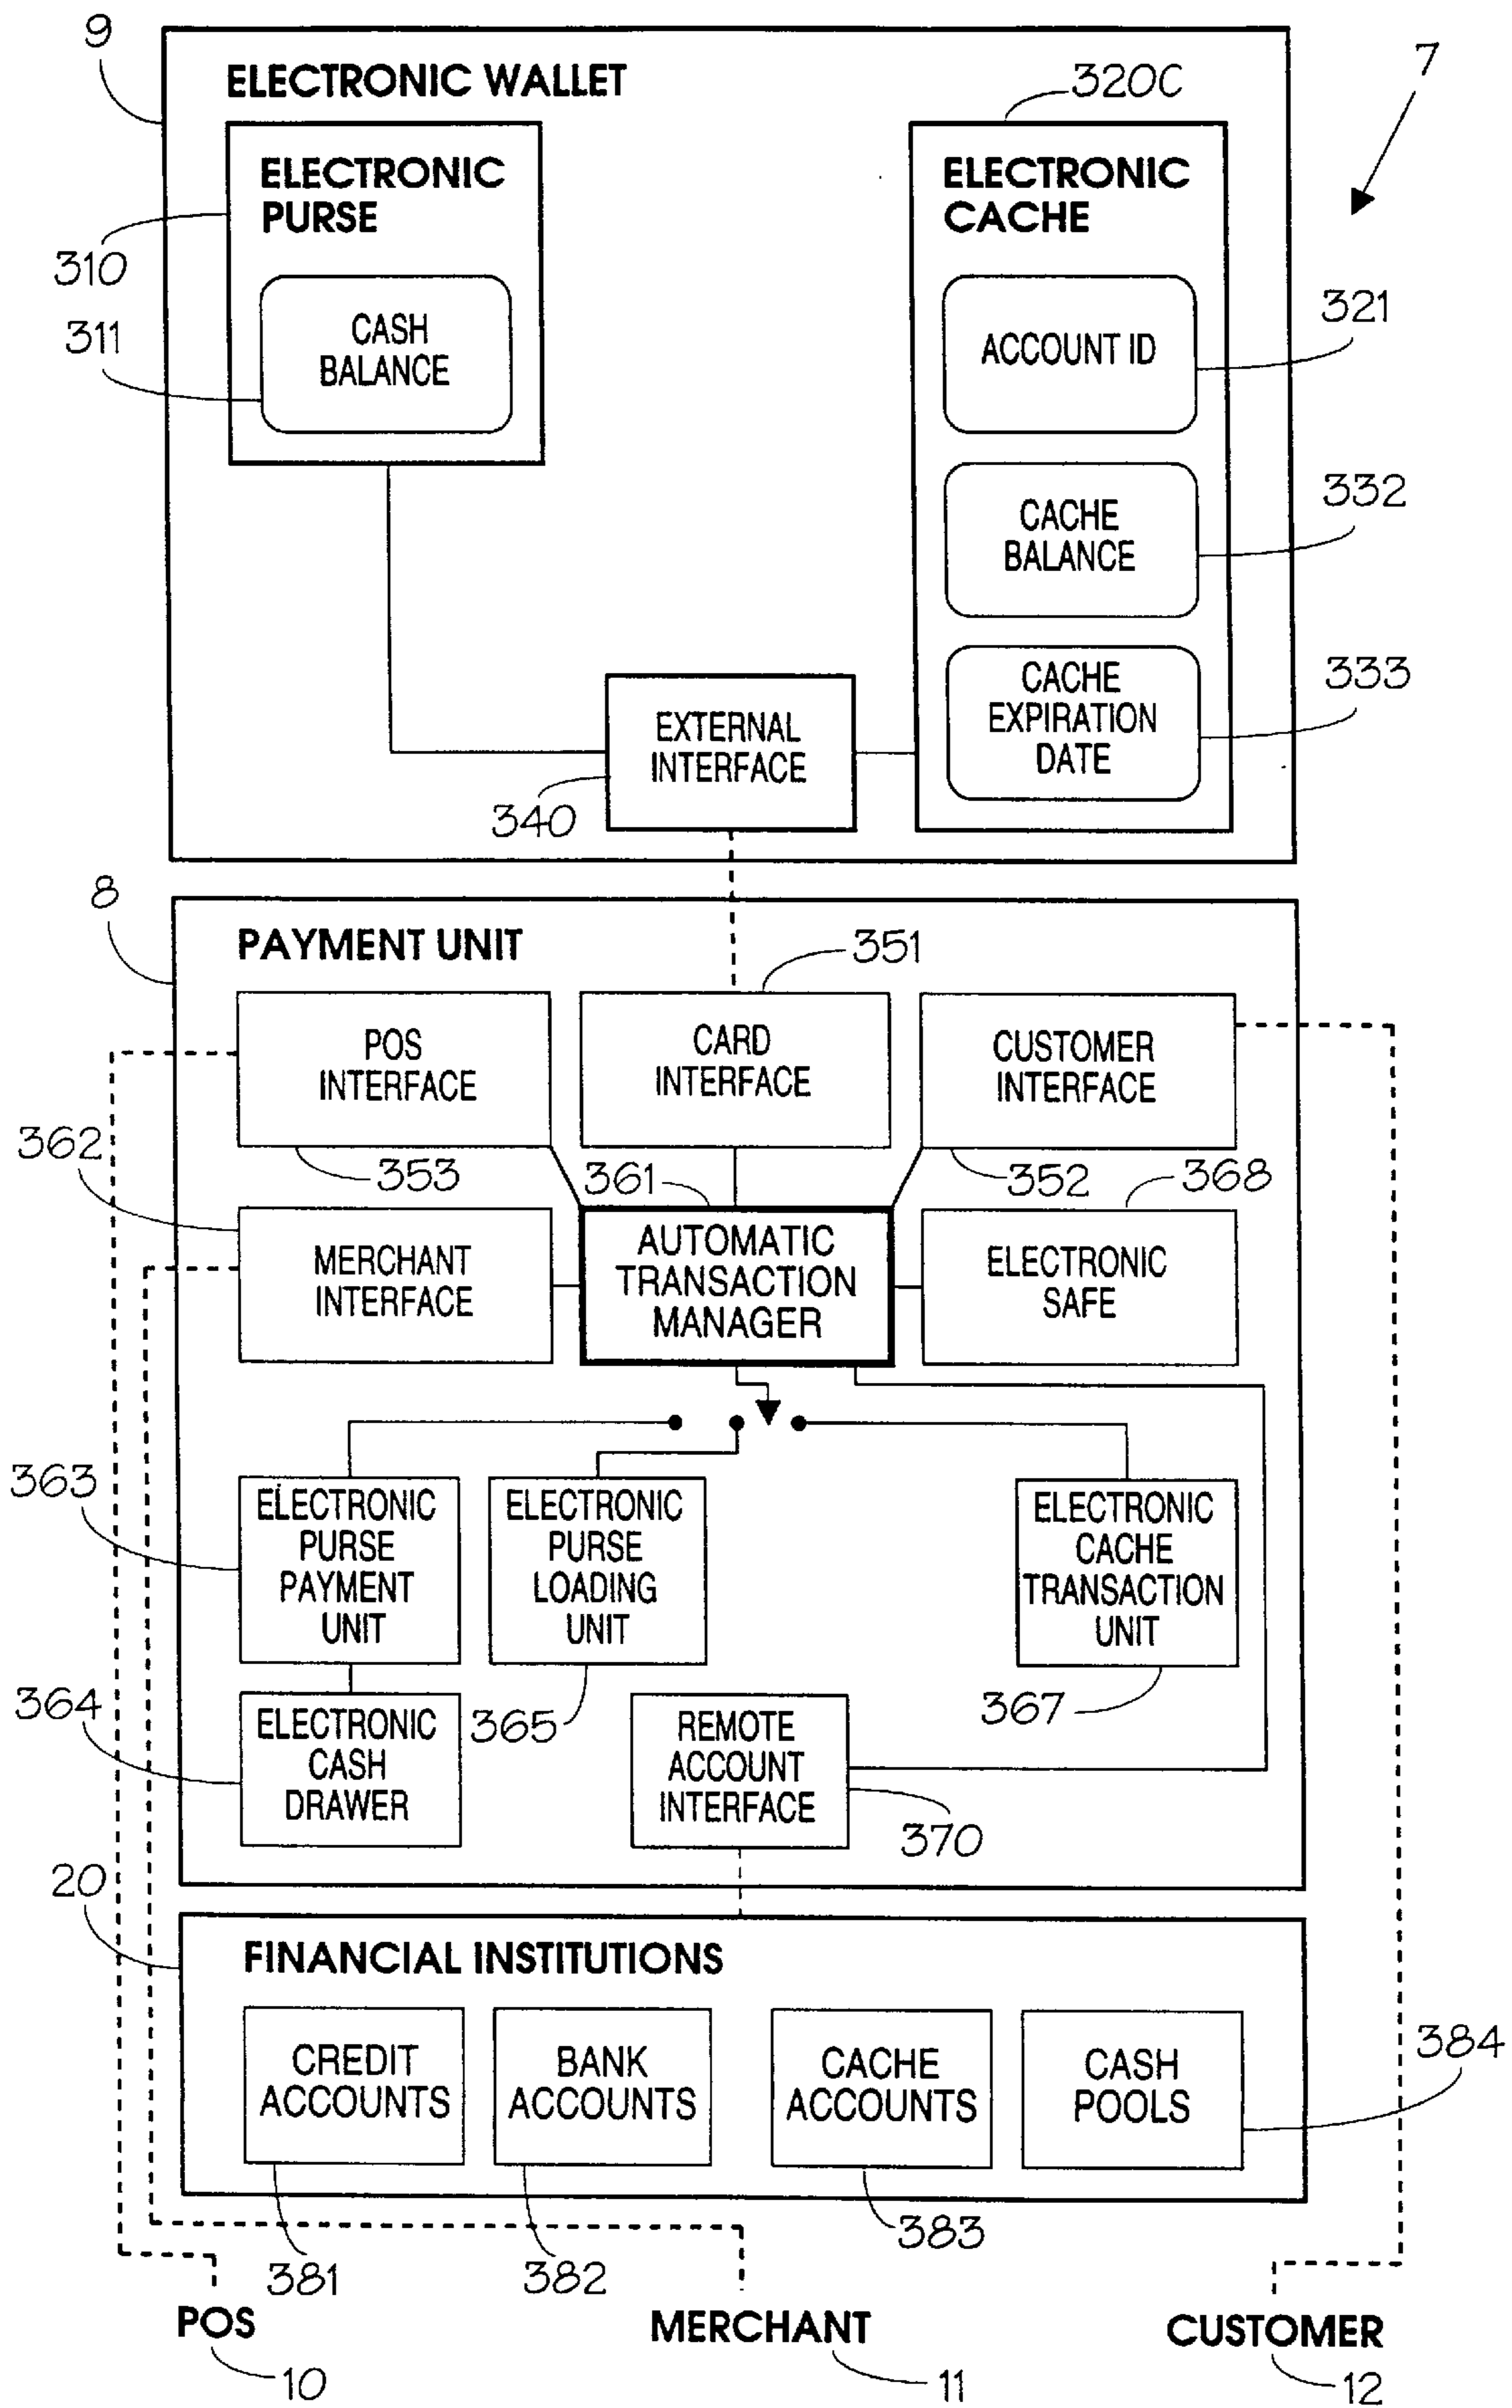 9
ELECTRONIC WALLET
320C
7
ELECTRONIC
PURSE
ELECTRONIC
CACHE
310
311
CASH
BALANCE
ACCOUNT ID
321
CACHE
BALANCE
332
CACHE
EXPIRATION
DATE
333
EXTERNAL
INTERFACE
340
8
PAYMENT UNIT
351
POS
INTERFACE
CARD
INTERFACE
CUSTOMER
INTERFACE
362
353
361
352
368
MERCHANT
INTERFACE
AUTOMATIC
TRANSACTION
MANAGER
ELECTRONIC
SAFE
363
ELECTRONIC
PURSE
PAYMENT
UNIT
ELECTRONIC
PURSE
LOADING
UNIT
ELECTRONIC
CACHE
TRANSACTION
UNIT
364
ELECTRONIC
CASH
DRAWER
365
REMOTE
ACCOUNT
INTERFACE
367
370
20
FINANCIAL INSTITUTIONS
CREDIT
ACCOUNTS
BANK
ACCOUNTS
CACHE
ACCOUNTS
CASH
POOLS
384
381
382
383
POS
MERCHANT
CUSTOMER
10
11
12